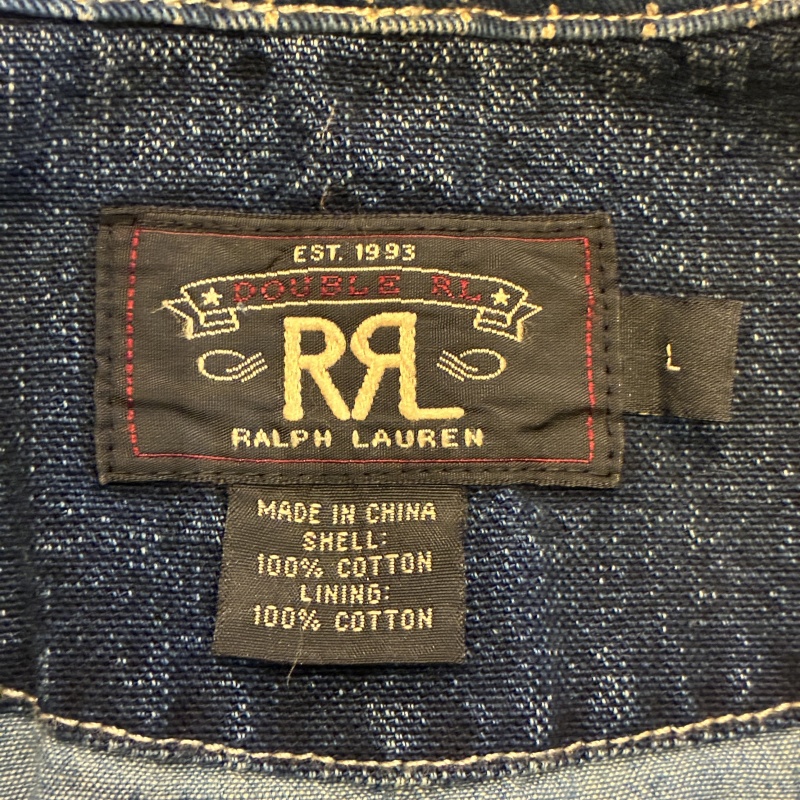 EST. 1993
DOUBLE RL
RRL
RALPH LAUREN
L
MADE IN CHINA
SHELL:
100% COTTON
LINING:
100% COTTON